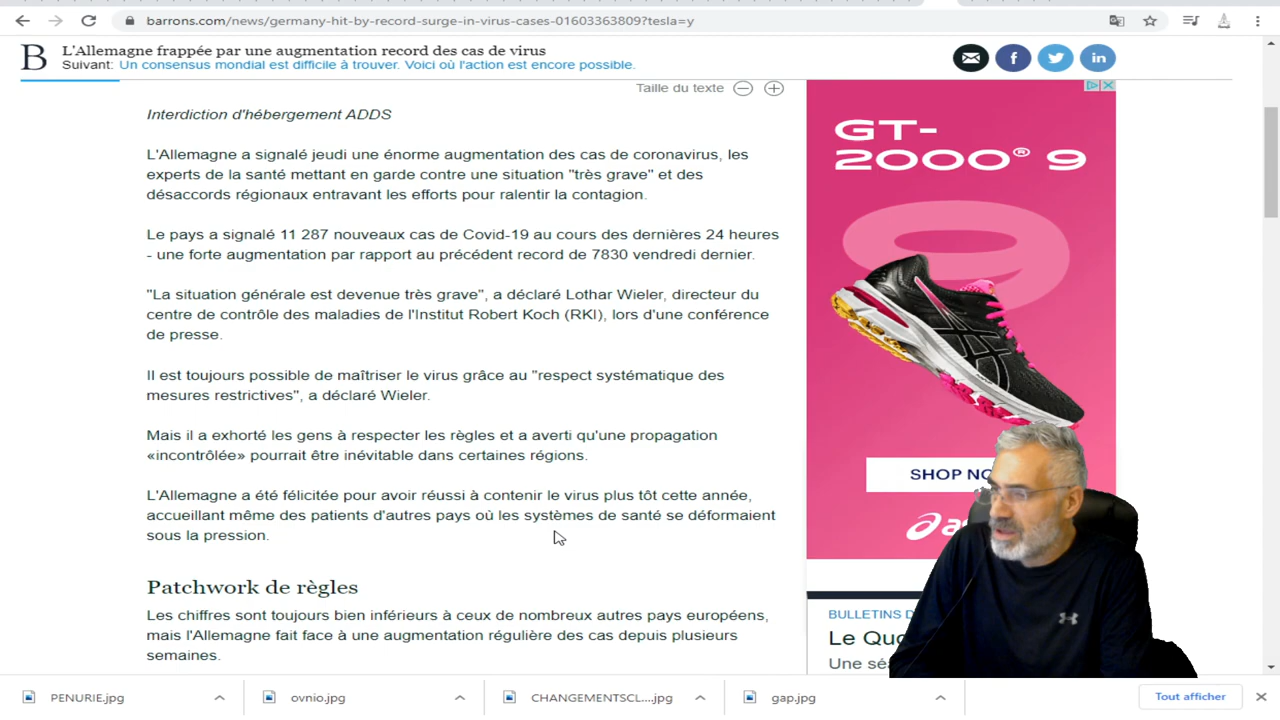 barrons.com/news/germany-hit-by-record-surge-in-virus-cases-01603363809?tesla=y
B
L'Allemagne frappée par une augmentation record des cas de virus
Suivant: Un consensus mondial est difficile à trouver. Voici où l'action est encore possible.
f
in
Taille du texte
Interdiction d'hébergement ADDS
L'Allemagne a signalé jeudi une énorme augmentation des cas de coronavirus, les
experts de la santé mettant en garde contre une situation "très grave" et des
désaccords régionaux entravant les efforts pour ralentir la contagion.
Le pays a signalé 11 287 nouveaux cas de Covid-19 au cours des dernières 24 heures
- une forte augmentation par rapport au précédent record de 7830 vendredi dernier.
"La situation générale est devenue très grave", a déclaré Lothar Wieler, directeur du
centre de contrôle des maladies de l'Institut Robert Koch (RKI), lors d'une conférence
de presse.
Il est toujours possible de maîtriser le virus grâce au "respect systématique des
mesures restrictives", a déclaré Wieler.
Mais il a exhorté les gens à respecter les règles et a averti qu'une propagation
«incontrôlée» pourrait être inévitable dans certaines régions.
L'Allemagne a été félicitée pour avoir réussi à contenir le virus plus tôt cette année,
accueillant même des patients d'autres pays où les systèmes de santé se déformaient
sous la pression.
Patchwork de règles
Les chiffres sont toujours bien inférieurs à ceux de nombreux autres pays européens,
mais l'Allemagne fait face à une augmentation régulière des cas depuis plusieurs
semaines.
GT-
2000® 9
9
SHOP NO
as
BULLETINS D
Le Quo
Une sé
PENURIE.jpg
ovnio.jpg
CHANGEMENTSCL....jpg
gap.jpg
Tout afficher